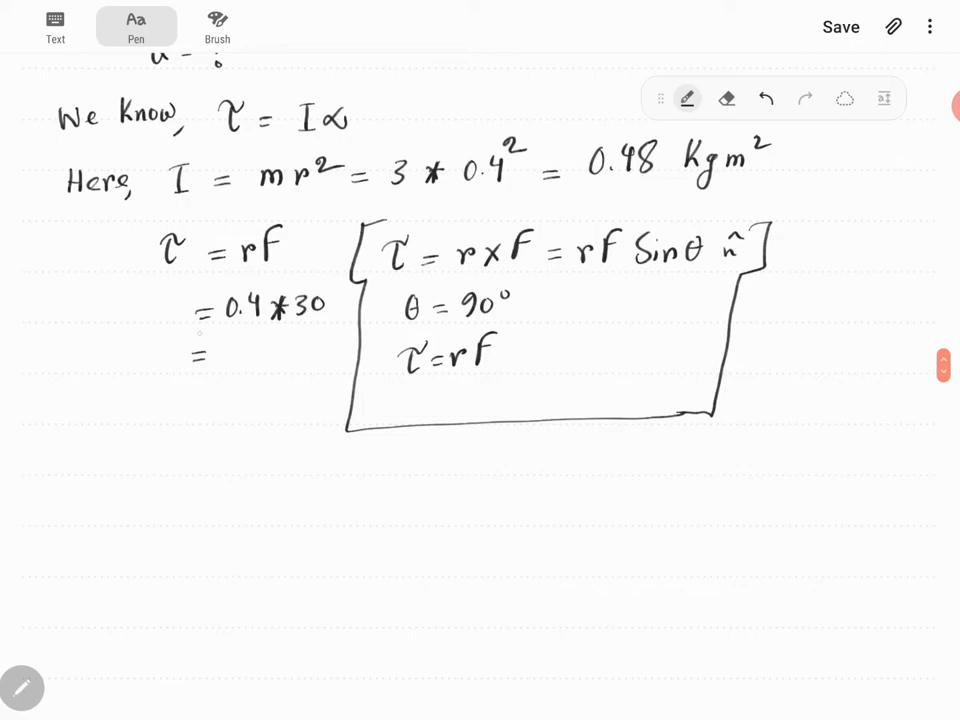 Save
Text
Pen
Brush
We Know, τ = Iα
Here, I = mr² = 3 * 0.4² = 0.48 Kgm²
τ = rF [τ = r×F = rF Sinθ n̂]
= 0.4*30 θ = 90°
= τ=rF